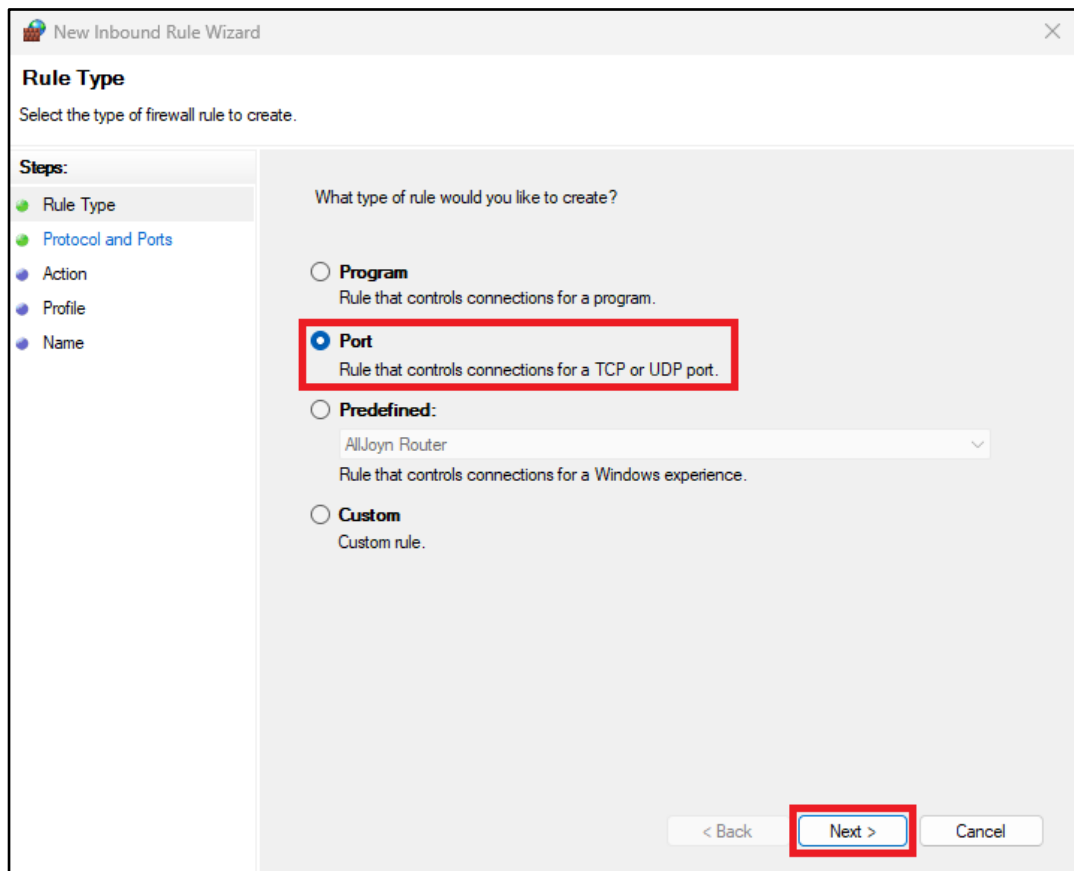 New Inbound Rule Wizard
Rule Type
Select the type of firewall rule to create.
Steps:
Rule Type
Protocol and Ports
Action
Profile
Name
What type of rule would you like to create?
Program
Rule that controls connections for a program.
Port
Rule that controls connections for a TCP or UDP port.
Predefined:
AllJoyn Router
Rule that controls connections for a Windows experience.
Custom
Custom rule.
< Back Next > Cancel